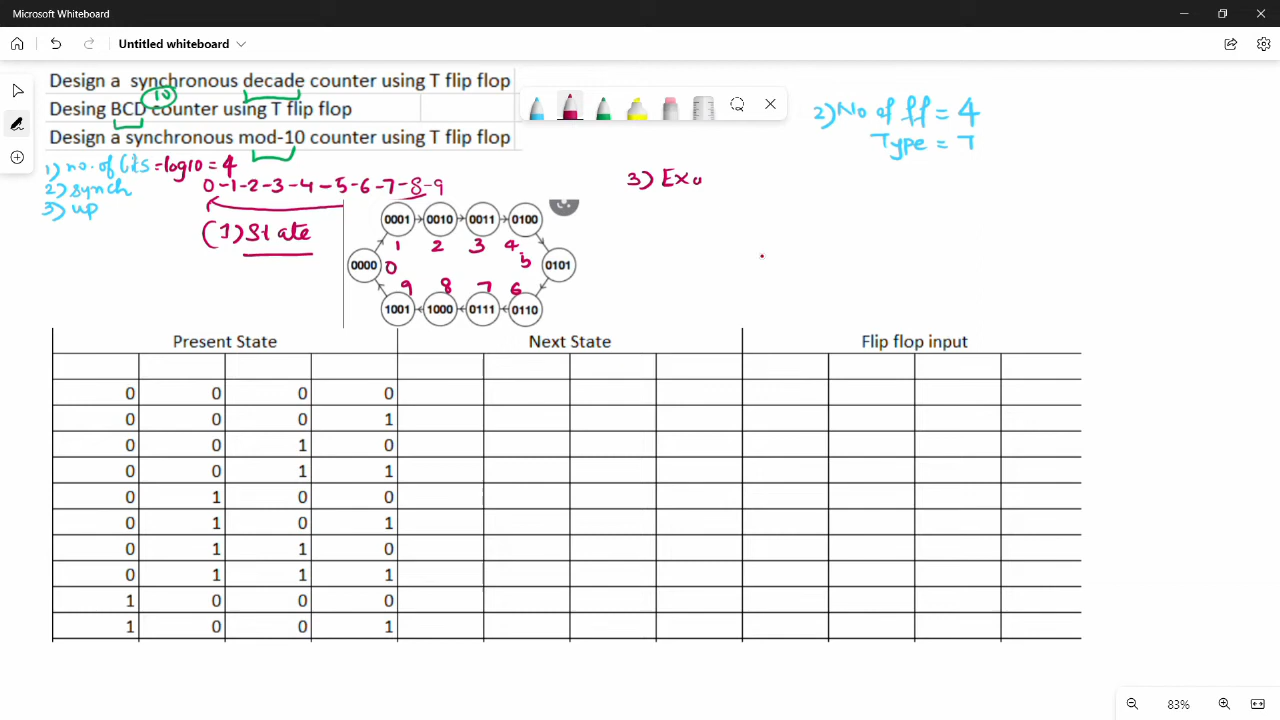 Microsoft Whiteboard
Untitled whiteboard
Design a synchronous decade counter using T flip flop
10
Desing BCD counter using T flip flop
Design a synchronous mod-10 counter using T flip flop
2) No of ff = 4
Type = T
1) no. of bits = log10 = 4
2) synch
3) up
0 -1 -2 -3 -4 -5 -6 -7 -8 -9
3) Exa
(1) State
0001 0010 0011 0100
1 2 3 4
0000 0 5 0101
9 8 7 6
1001 1000 0111 0110
Present State Next State Flip flop input
0 0 0 0
0 0 0 1
0 0 1 0
0 0 1 1
0 1 0 0
0 1 0 1
0 1 1 0
0 1 1 1
1 0 0 0
1 0 0 1
83%